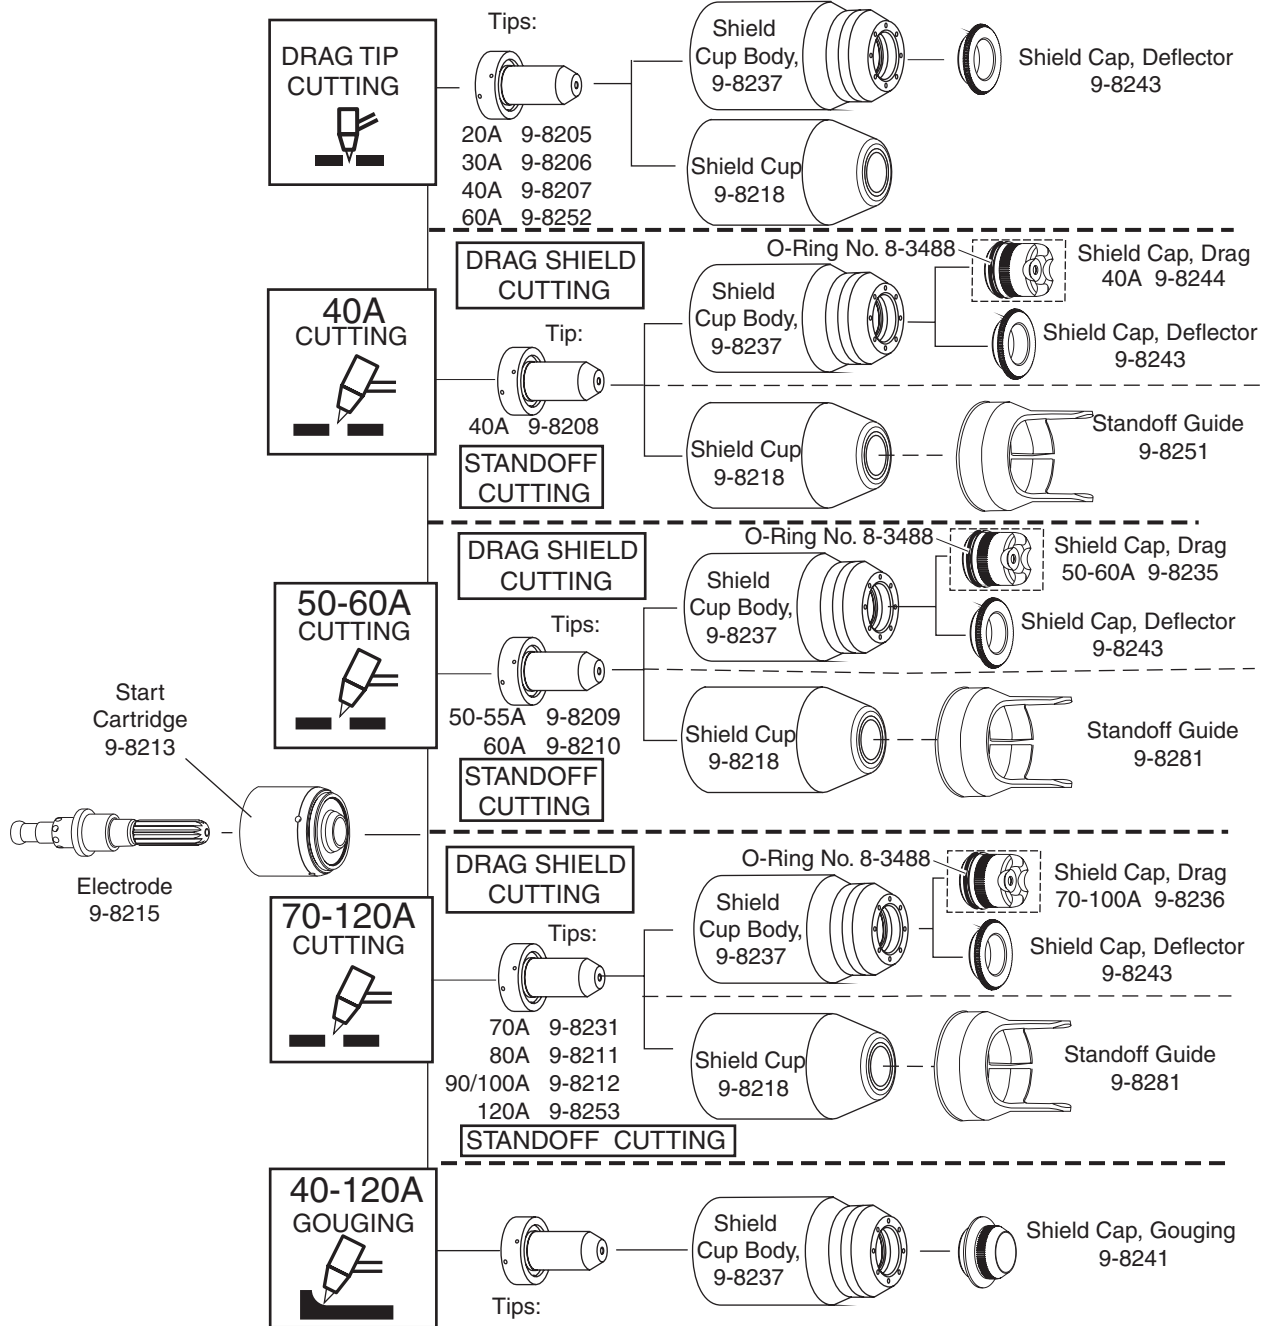 DRAG TIP
CUTTING
Tips:
20A 9-8205
30A 9-8206
40A 9-8207
60A 9-8252
Shield
Cup Body,
9-8237
Shield Cap, Deflector
9-8243
Shield Cup
9-8218
40A
CUTTING
DRAG SHIELD
CUTTING
Tip:
40A 9-8208
STANDOFF
CUTTING
O-Ring No. 8-3488
Shield
Cup Body,
9-8237
Shield Cap, Drag
40A 9-8244
Shield Cap, Deflector
9-8243
Shield Cup
9-8218
Standoff Guide
9-8251
50-60A
CUTTING
DRAG SHIELD
CUTTING
Tips:
50-55A 9-8209
60A 9-8210
STANDOFF
CUTTING
O-Ring No. 8-3488
Shield
Cup Body,
9-8237
Shield Cap, Drag
50-60A 9-8235
Shield Cap, Deflector
9-8243
Shield Cup
9-8218
Standoff Guide
9-8281
Start
Cartridge
9-8213
Electrode
9-8215
70-120A
CUTTING
DRAG SHIELD
CUTTING
Tips:
70A 9-8231
80A 9-8211
90/100A 9-8212
120A 9-8253
STANDOFF CUTTING
O-Ring No. 8-3488
Shield
Cup Body,
9-8237
Shield Cap, Drag
70-100A 9-8236
Shield Cap, Deflector
9-8243
Shield Cup
9-8218
Standoff Guide
9-8281
40-120A
GOUGING
Tips:
Shield
Cup Body,
9-8237
Shield Cap, Gouging
9-8241